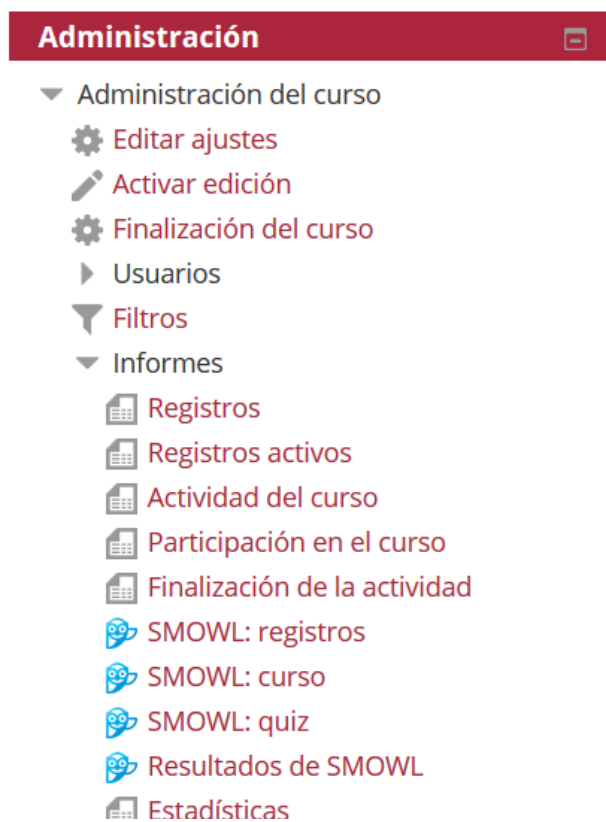 Administración
Administración del curso
Editar ajustes
Activar edición
Finalización del curso
Usuarios
Filtros
Informes
Registros
Registros activos
Actividad del curso
Participación en el curso
Finalización de la actividad
SMOWL: registros
SMOWL: curso
SMOWL: quiz
Resultados de SMOWL
Estadísticas